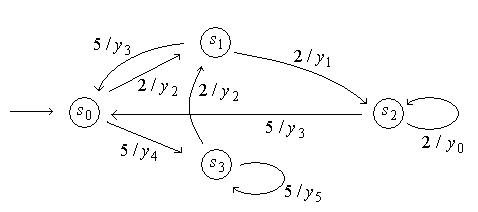 s₁
5 / y₃
2 / y₁
2 / y₂
2 / y₂
s₀
s₂
5 / y₃
2 / y₀
5 / y₄
s₃
5 / y₅